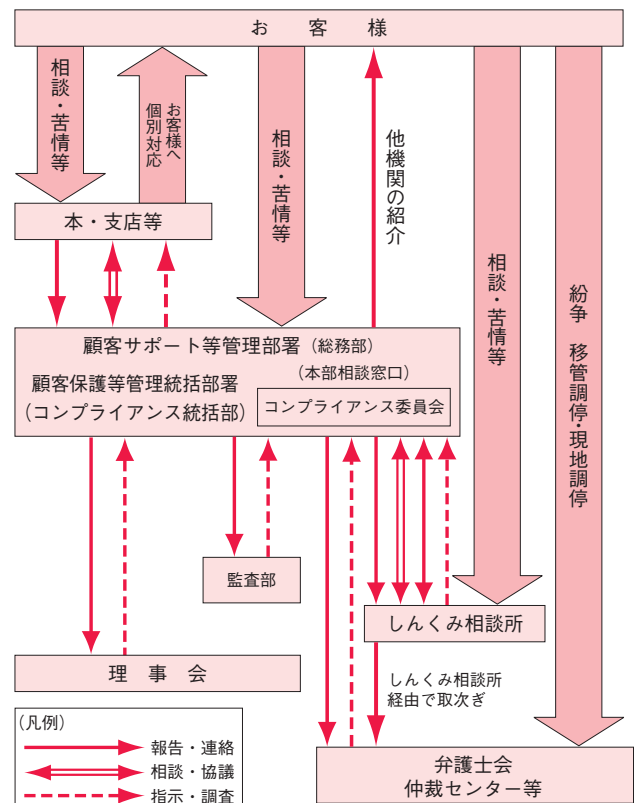 お　客　様
相談・苦情等
お客様へ
個別対応
相談・苦情等
他機関の紹介
相談・苦情等
紛争　移管調停・現地調停
本・支店等
顧客サポート等管理部署（総務部）
（本部相談窓口）
顧客保護等管理統括部署
（コンプライアンス統括部）
コンプライアンス委員会
監査部
しんくみ相談所
理　事　会
しんくみ相談所
経由で取次ぎ
弁護士会
仲裁センター等
（凡例）
報告・連絡
相談・協議
指示・調査